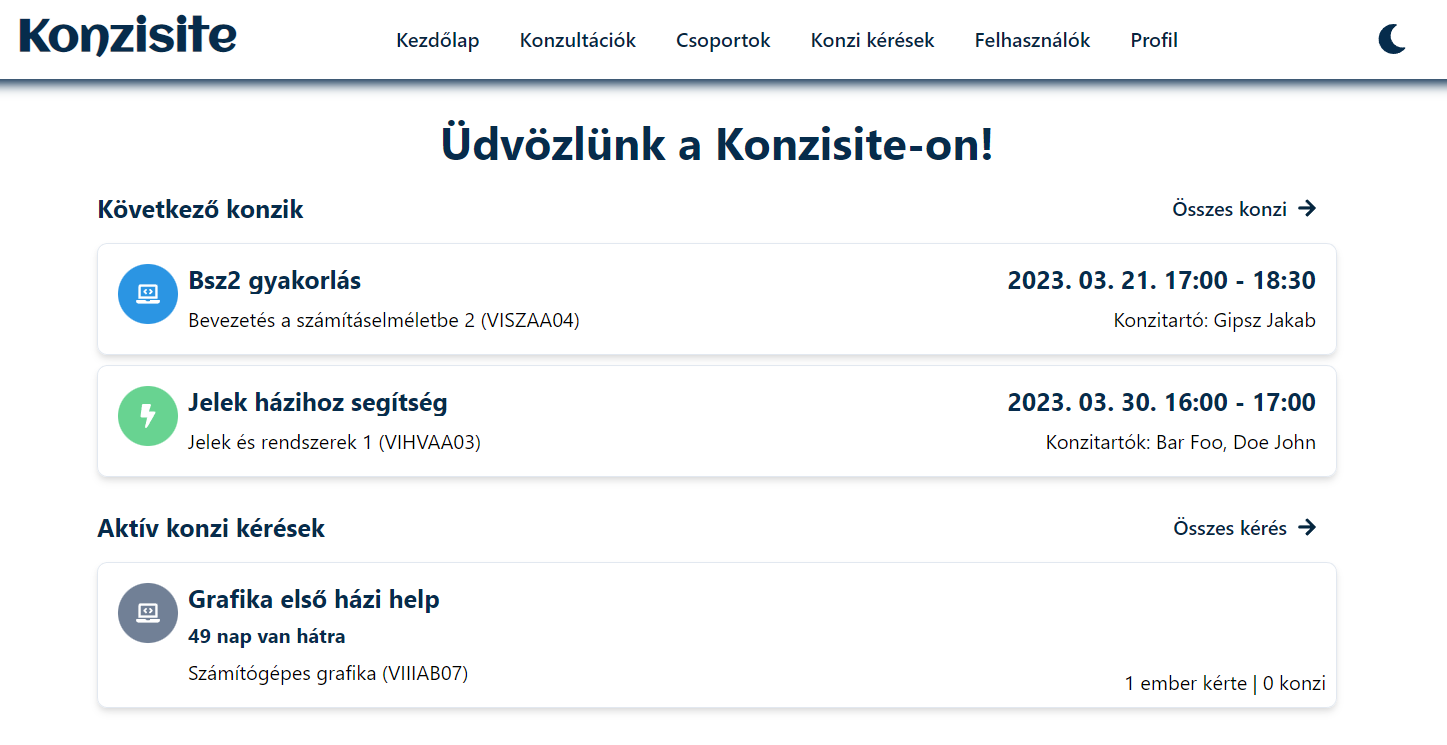 Konzisite
Kezdőlap Konzultációk Csoportok Konzi kérések Felhasználók Profil
Üdvözlünk a Konzisite-on!
Következő konzik
Összes konzi
Bsz2 gyakorlás
2023. 03. 21. 17:00 - 18:30
Bevezetés a számításelméletbe 2 (VISZAA04)
Konzitartó: Gipsz Jakab
Jelek házihoz segítség
2023. 03. 30. 16:00 - 17:00
Jelek és rendszerek 1 (VIHVAA03)
Konzitartók: Bar Foo, Doe John
Aktív konzi kérések
Összes kérés
Grafika első házi help
49 nap van hátra
Számítógépes grafika (VIIIAB07)
1 ember kérte | 0 konzi